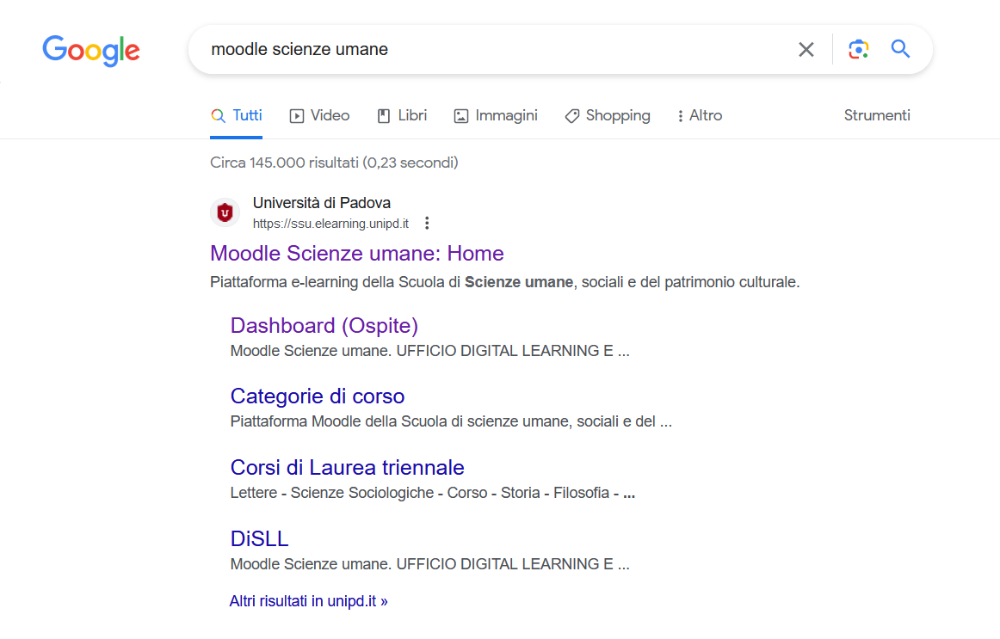 Google
moodle scienze umane
Tutti Video Libri Immagini Shopping Altro Strumenti
Circa 145.000 risultati (0,23 secondi)
Università di Padova
https://ssu.elearning.unipd.it
Moodle Scienze umane: Home
Piattaforma e-learning della Scuola di Scienze umane, sociali e del patrimonio culturale.
Dashboard (Ospite)
Moodle Scienze umane. UFFICIO DIGITAL LEARNING E ...
Categorie di corso
Piattaforma Moodle della Scuola di scienze umane, sociali e del ...
Corsi di Laurea triennale
Lettere - Scienze Sociologiche - Corso - Storia - Filosofia - ...
DiSLL
Moodle Scienze umane. UFFICIO DIGITAL LEARNING E ...
Altri risultati in unipd.it »